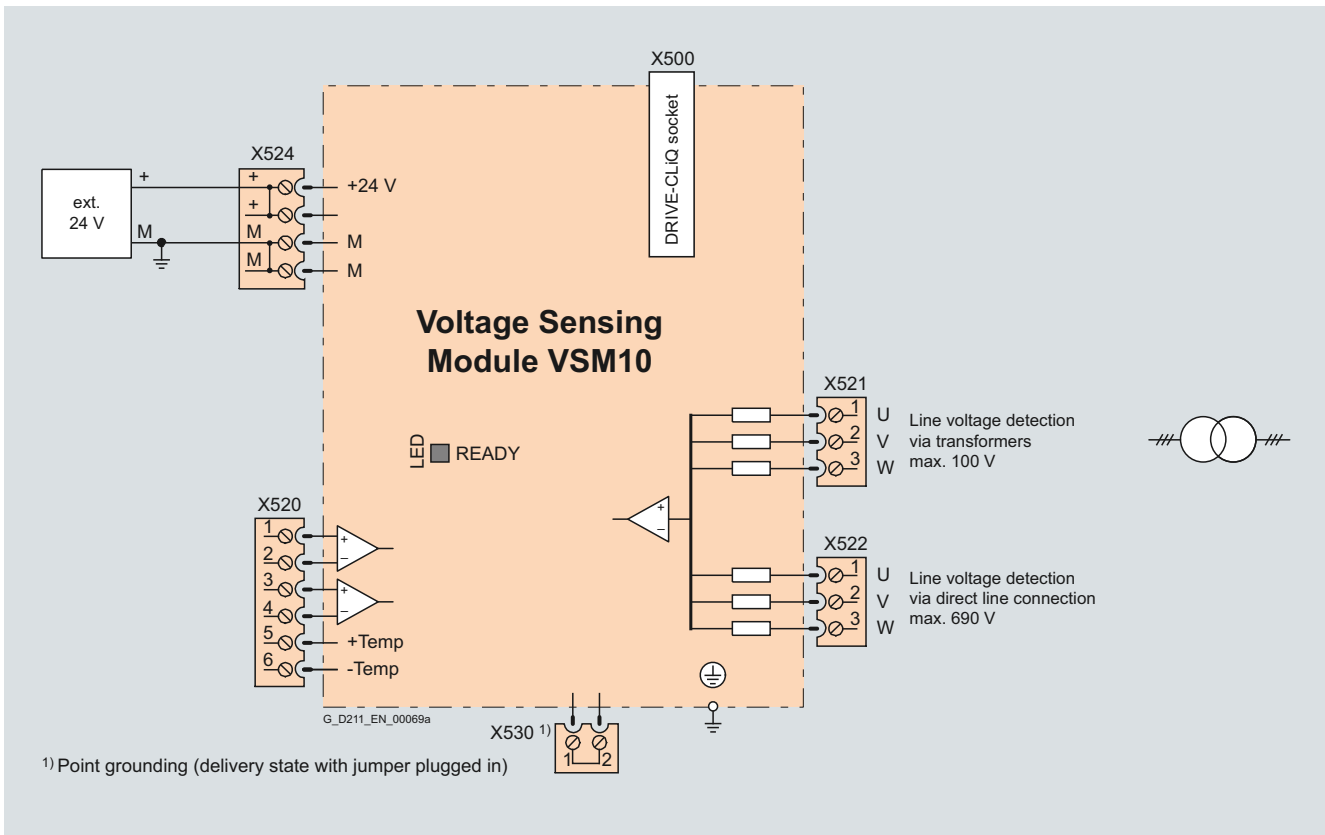 X500
DRIVE-CLiQ socket
X524
ext.
24 V
+
M
+
+
M
M
+24 V
M
M
Voltage Sensing
Module VSM10
LED
READY
X521
1
2
3
U
V
W
Line voltage detection
via transformers
max. 100 V
X520
1
2
3
4
5
6
+
–
+
–
+Temp
-Temp
+
–
X522
1
2
3
U
V
W
Line voltage detection
via direct line connection
max. 690 V
G_D211_EN_00069a
X530 1)
1
2
1) Point grounding (delivery state with jumper plugged in)